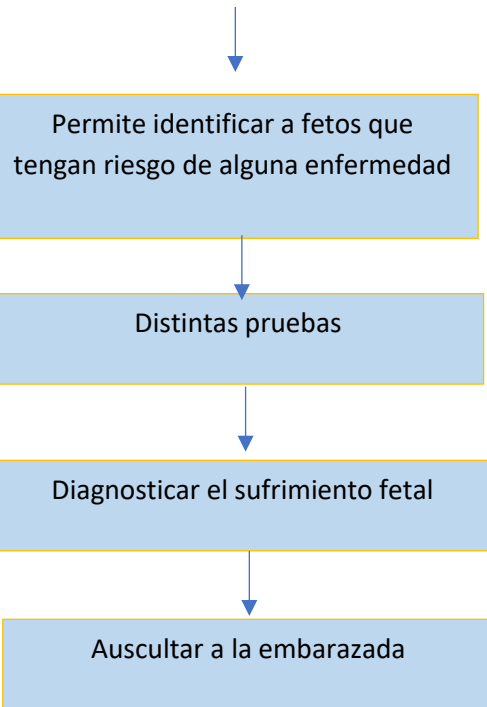 Permite identificar a fetos que
tengan riesgo de alguna enfermedad
Distintas pruebas
Diagnosticar el sufrimiento fetal
Auscultar a la embarazada